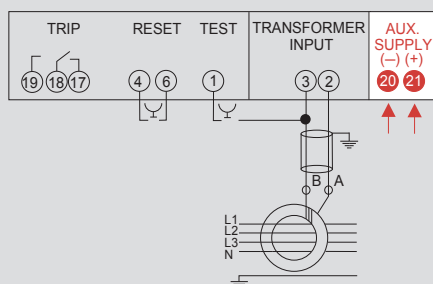 TRIP
RESET
TEST
TRANSFORMER
INPUT
AUX.
SUPPLY
(—) (+)
19 18 17
4 6
1
3 2
20 21
B A
L1
L2
L3
N